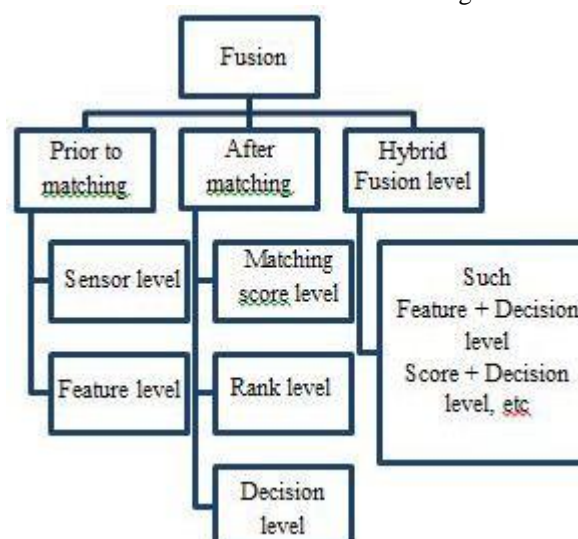 Fusion
Prior to
matching
After
matching
Hybrid
Fusion level
Sensor level
Feature level
Matching
score level
Rank level
Decision
level
Such
Feature + Decision
level
Score + Decision
level, etc